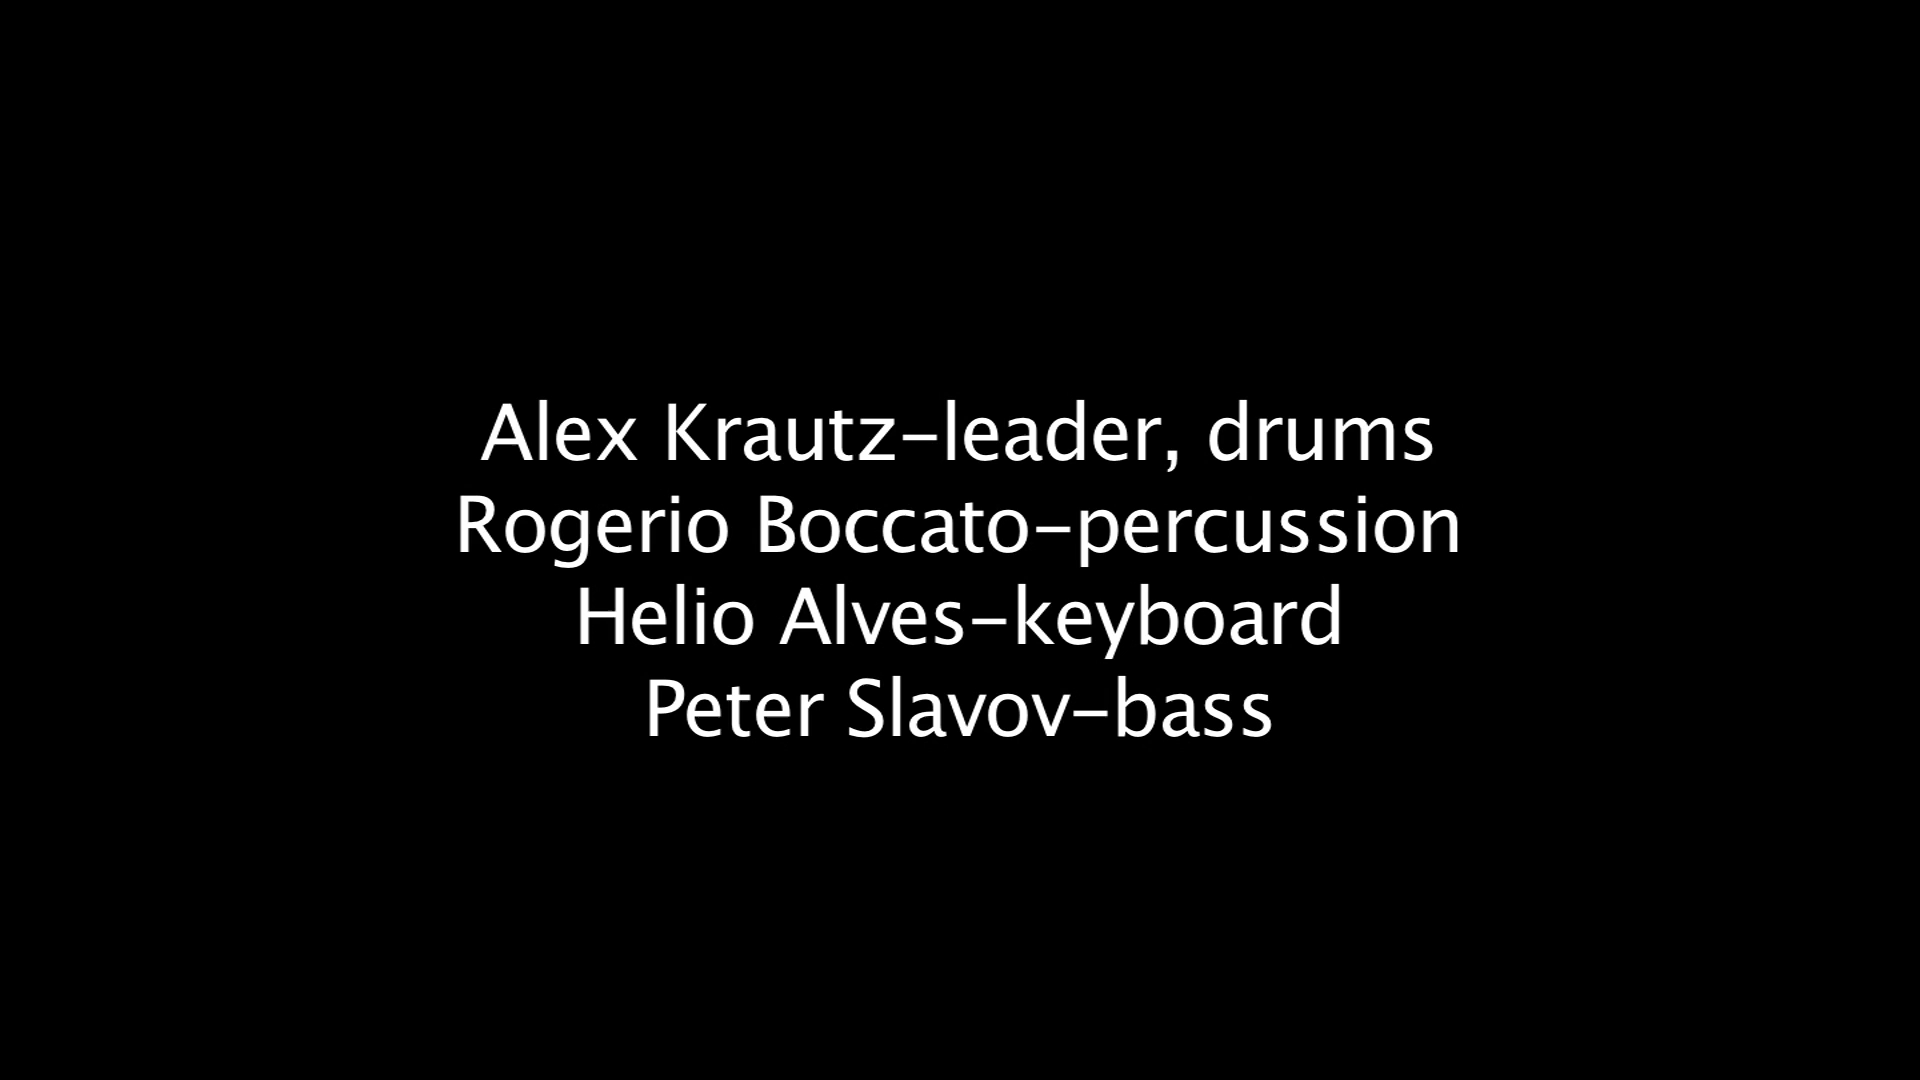 Alex Krautz-leader, drums
Rogerio Boccato-percussion
Helio Alves-keyboard
Peter Slavov-bass